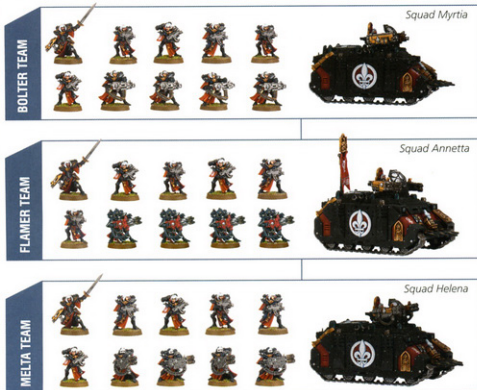 BOLTER TEAM
Squad Myrtia
FLAMER TEAM
Squad Annetta
MELTA TEAM
Squad Helena